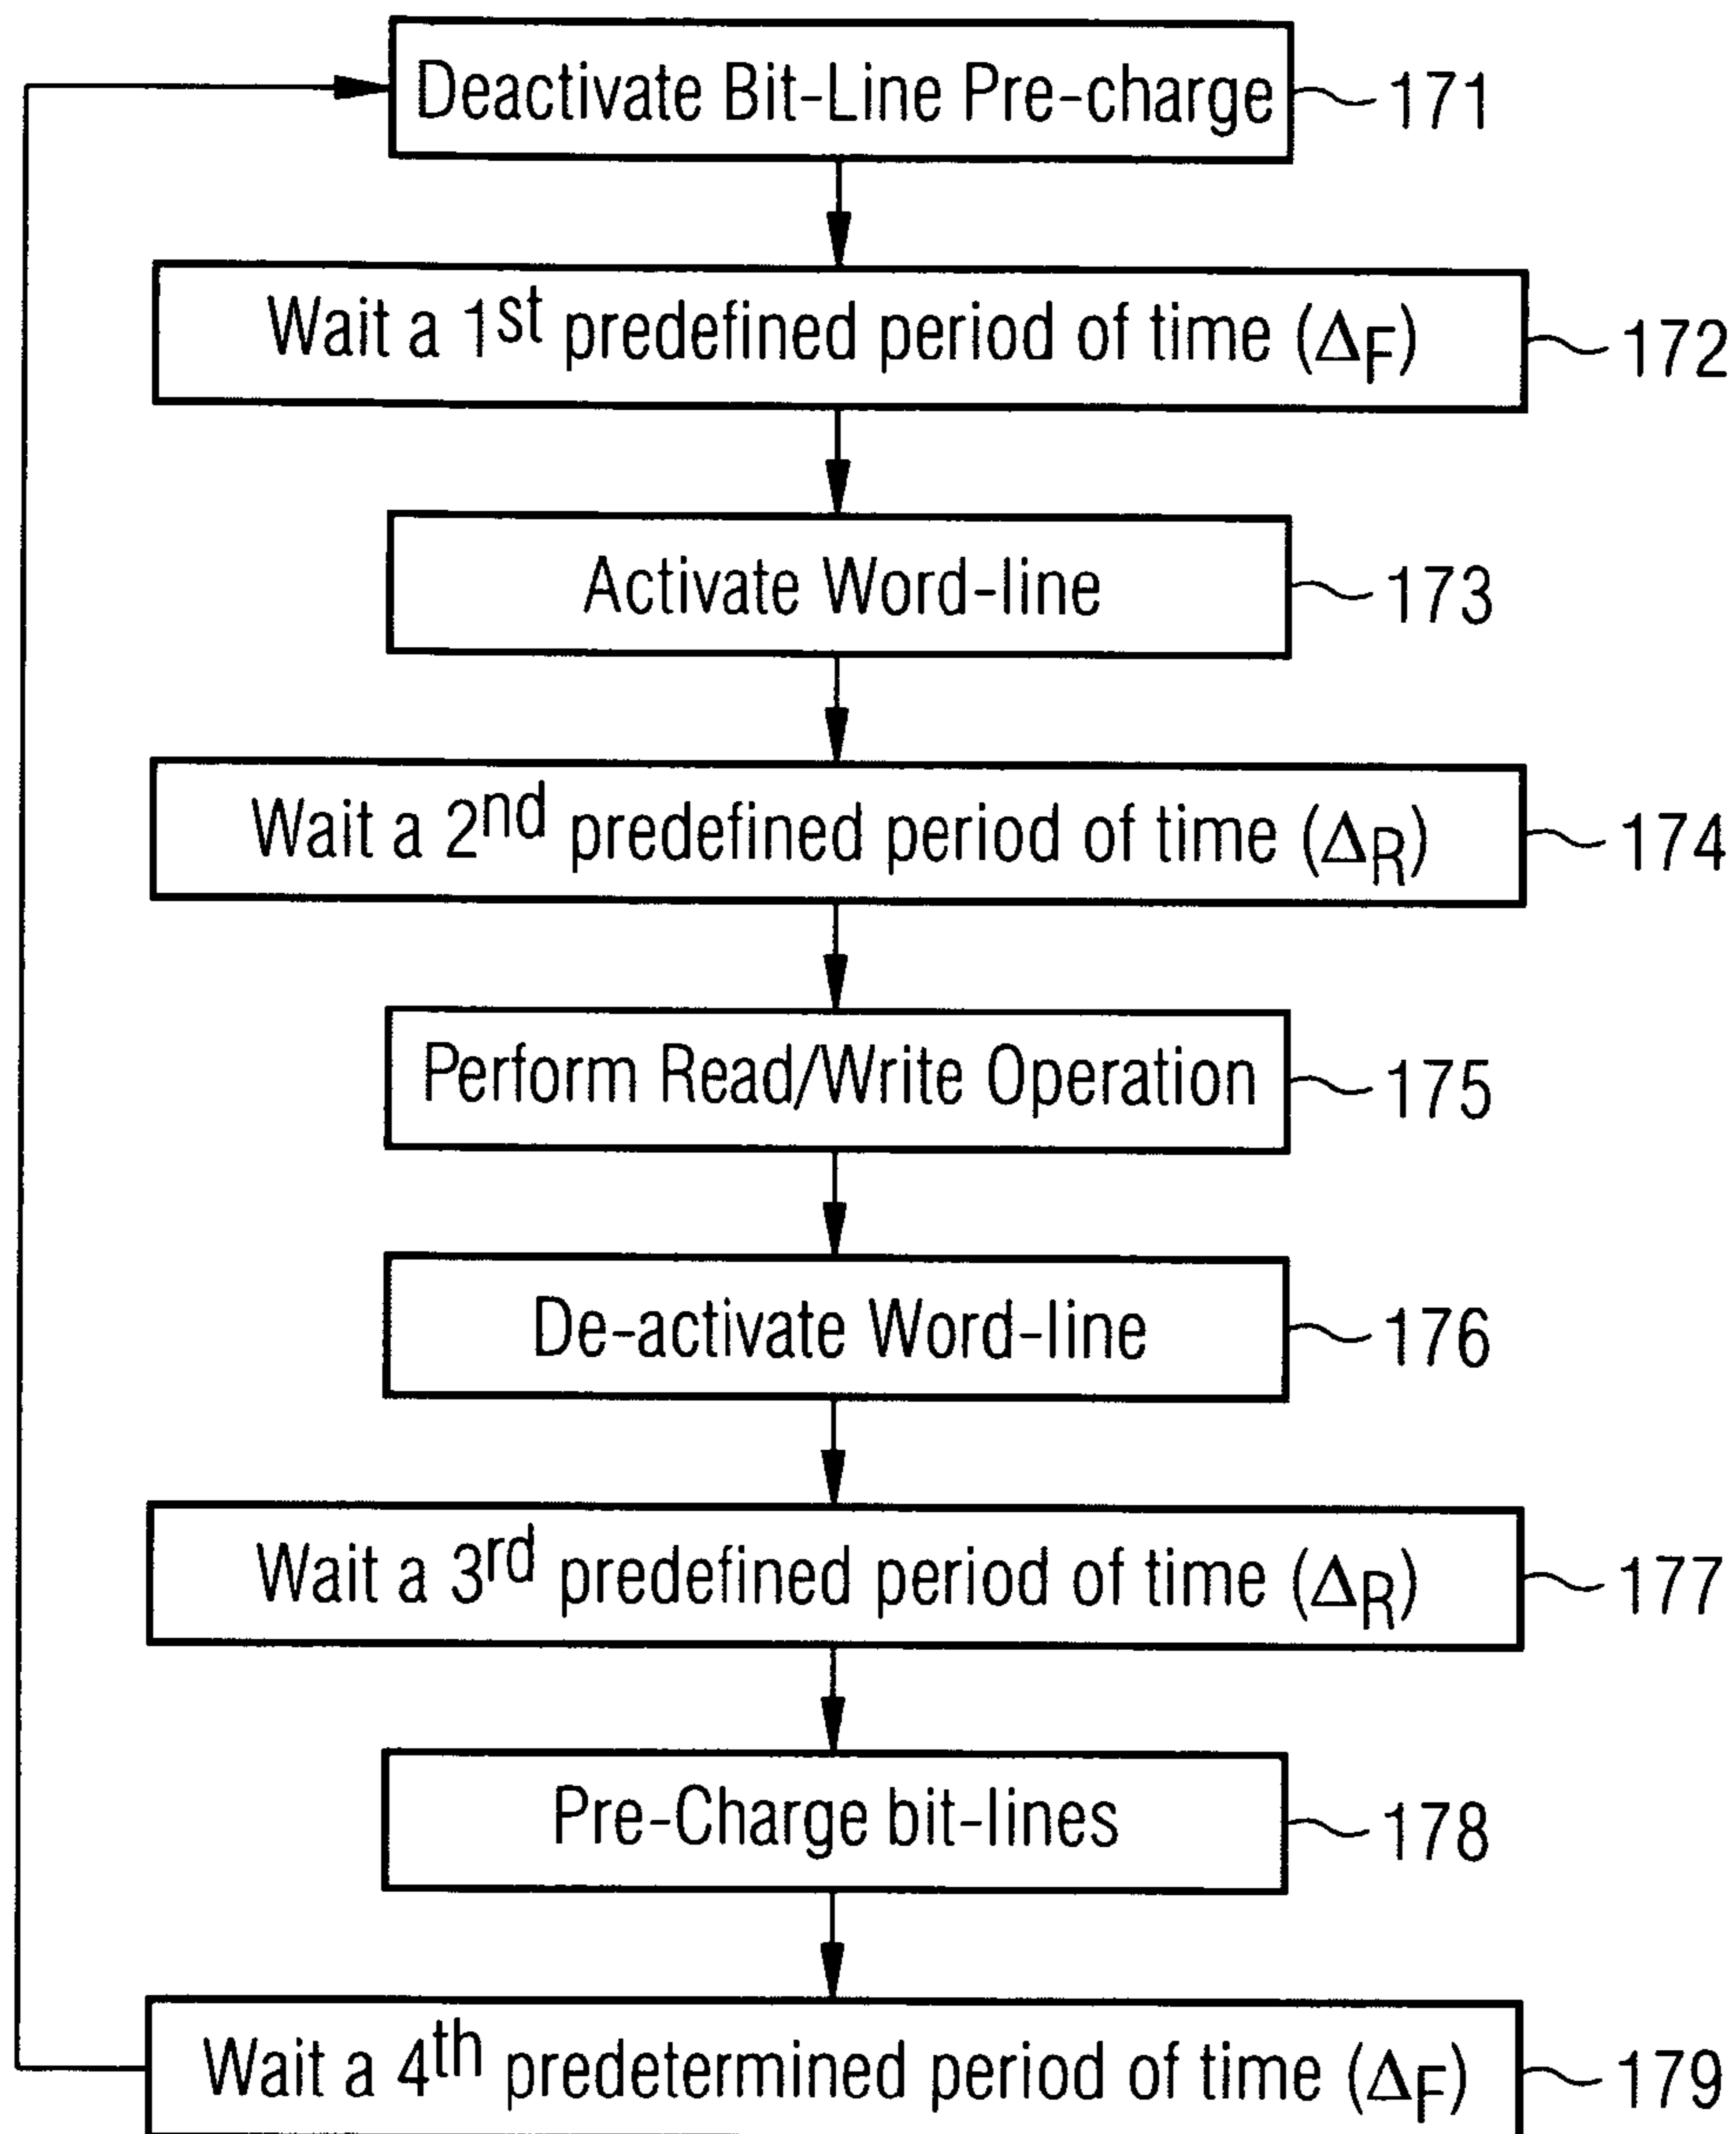 Deactivate Bit-Line Pre-charge 171
Wait a 1st predefined period of time (ΔF) 172
Activate Word-line 173
Wait a 2nd predefined period of time (ΔR) 174
Perform Read/Write Operation 175
De-activate Word-line 176
Wait a 3rd predefined period of time (ΔR) 177
Pre-Charge bit-lines 178
Wait a 4th predetermined period of time (ΔF) 179